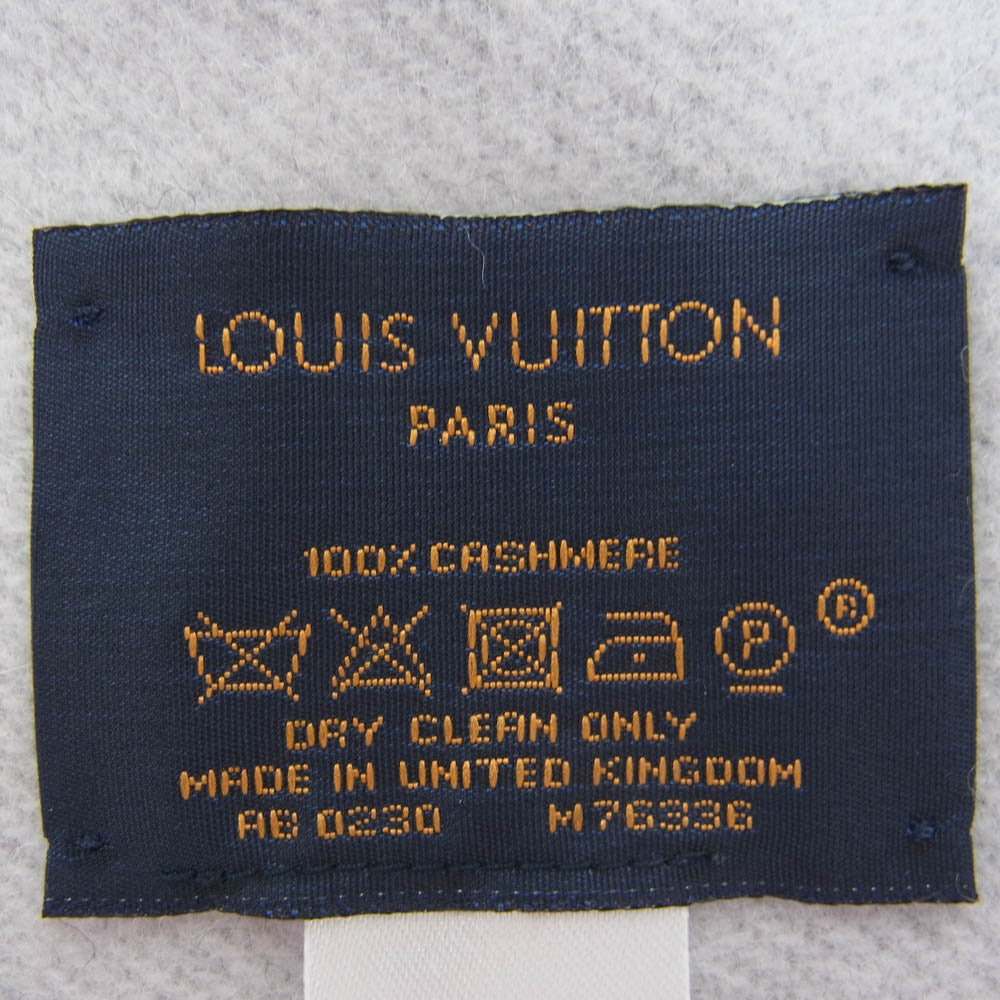 LOUIS VUITTON
PARIS
100% CASHMERE
P ®
DRY CLEAN ONLY
MADE IN UNITED KINGDOM
AB 0230 M76336